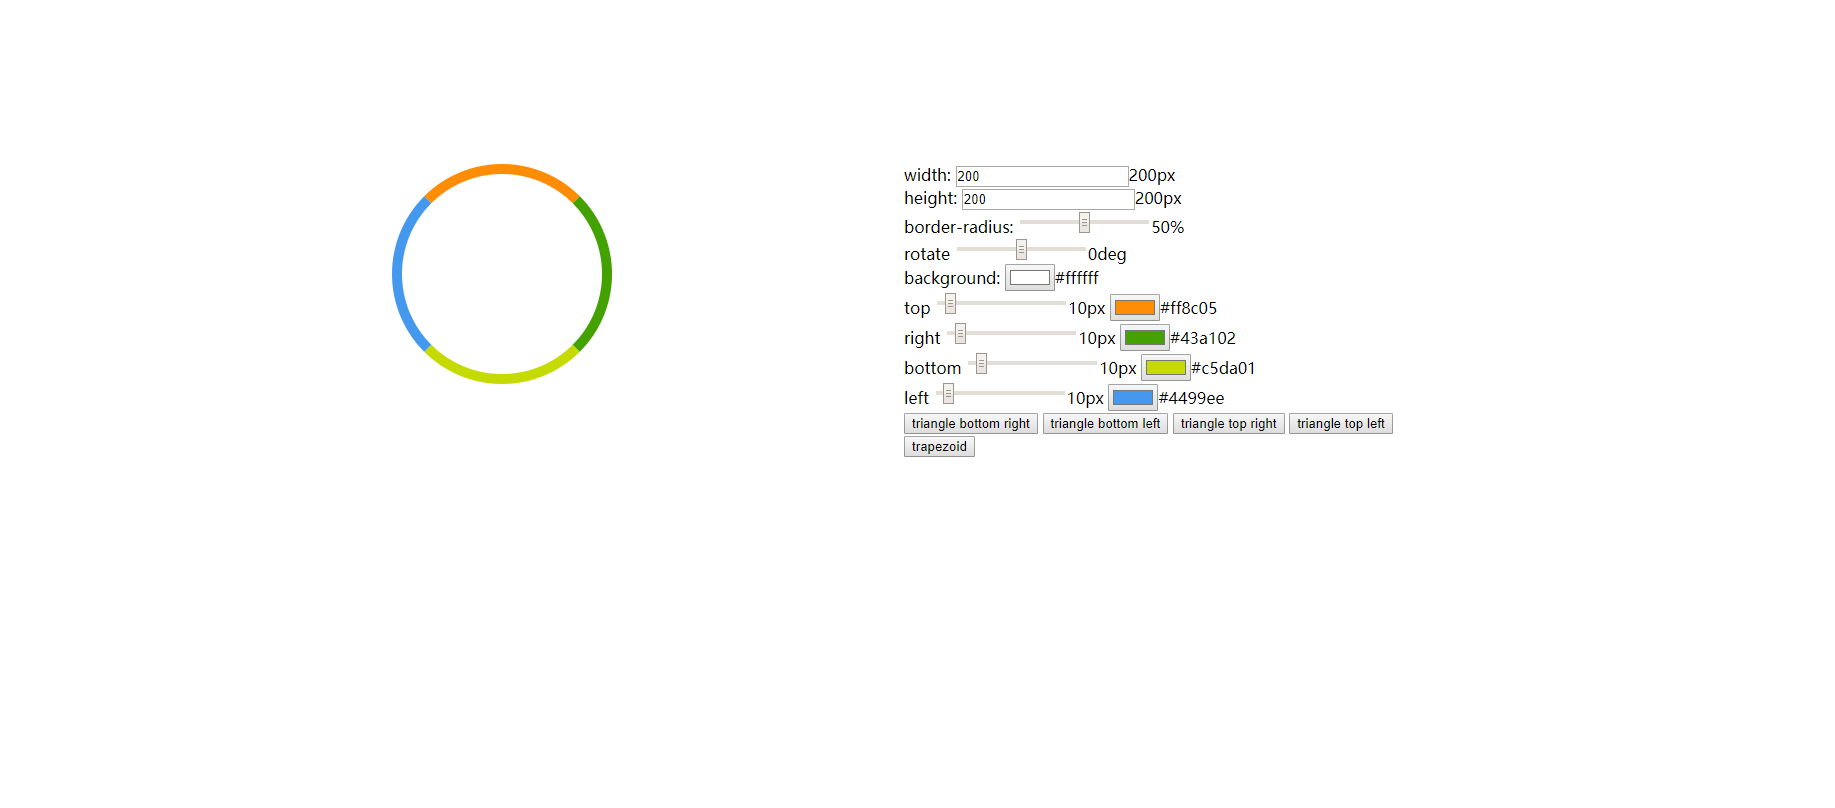 width: 200 200px
height: 200 200px
border-radius: 50%
rotate 0deg
background: #ffffff
top 10px #ff8c05
right 10px #43a102
bottom 10px #c5da01
left 10px #4499ee
triangle bottom right triangle bottom left triangle top right triangle top left
trapezoid